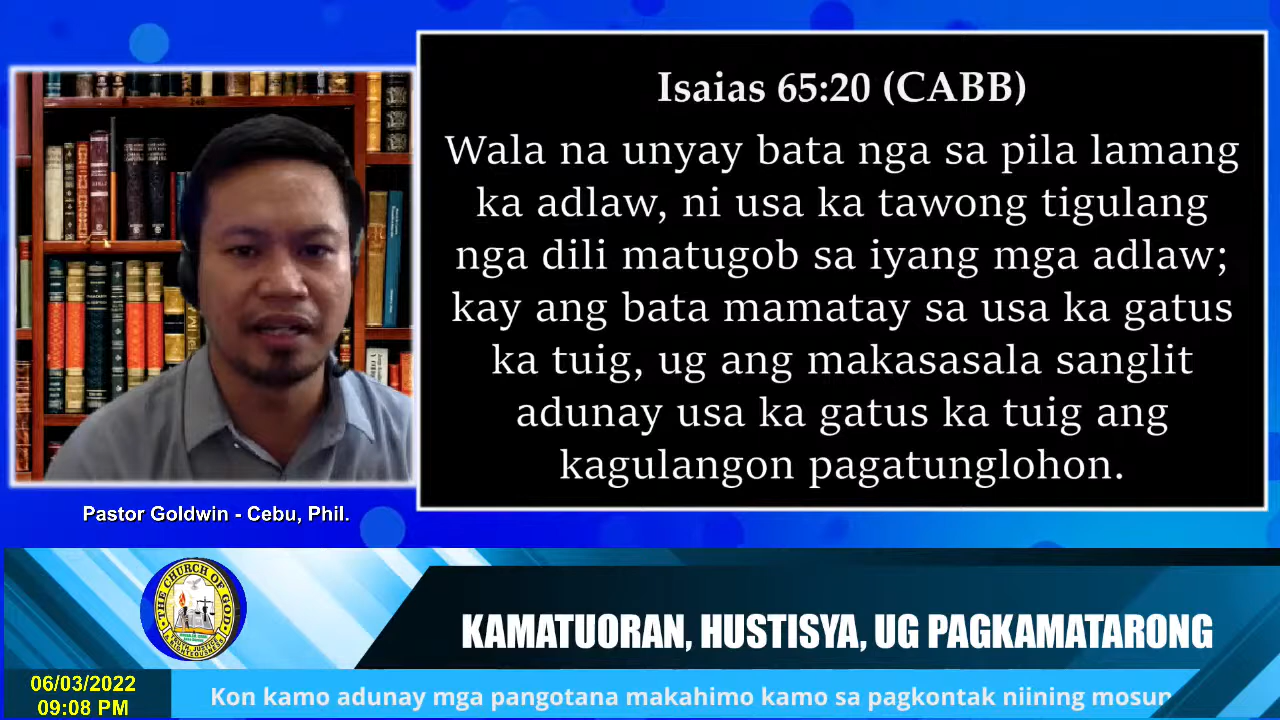 Isaias 65:20 (CABB)
Wala na unyay bata nga sa pila lamang
ka adlaw, ni usa ka tawong tigulang
nga dili matugob sa iyang mga adlaw;
kay ang bata mamatay sa usa ka gatus
ka tuig, ug ang makasasala sanglit
adunay usa ka gatus ka tuig ang
kagulangon pagatunglohon.
Pastor Goldwin - Cebu, Phil.
THE CHURCH OF GOD
TRUTH, JUSTICE, RIGHTEOUSNESS
KAMATUORAN, HUSTISYA, UG PAGKAMATARONG
06/03/2022
09:08 PM
Kon kamo adunay mga pangotana makahimo kamo sa pagkontak niining